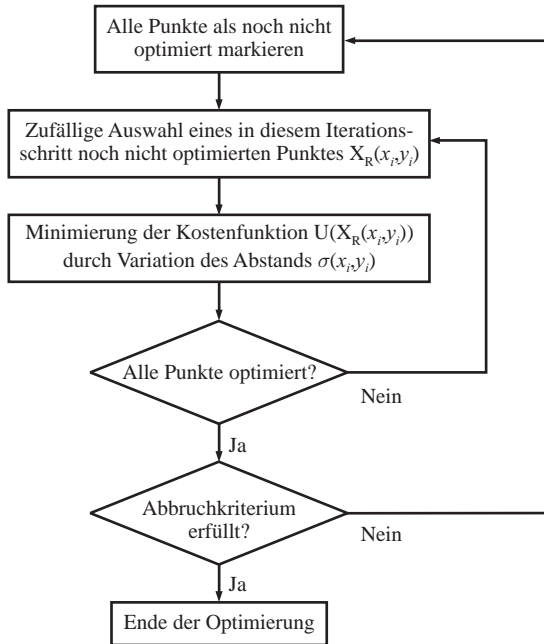 Alle Punkte als noch nicht
optimiert markieren
Zufällige Auswahl eines in diesem Iterations-
schritt noch nicht optimierten Punktes X_R(x_i,y_i)
Minimierung der Kostenfunktion U(X_R(x_i,y_i))
durch Variation des Abstands σ(x_i,y_i)
Alle Punkte optimiert?
Nein
Ja
Abbruchkriterium
erfüllt?
Nein
Ja
Ende der Optimierung